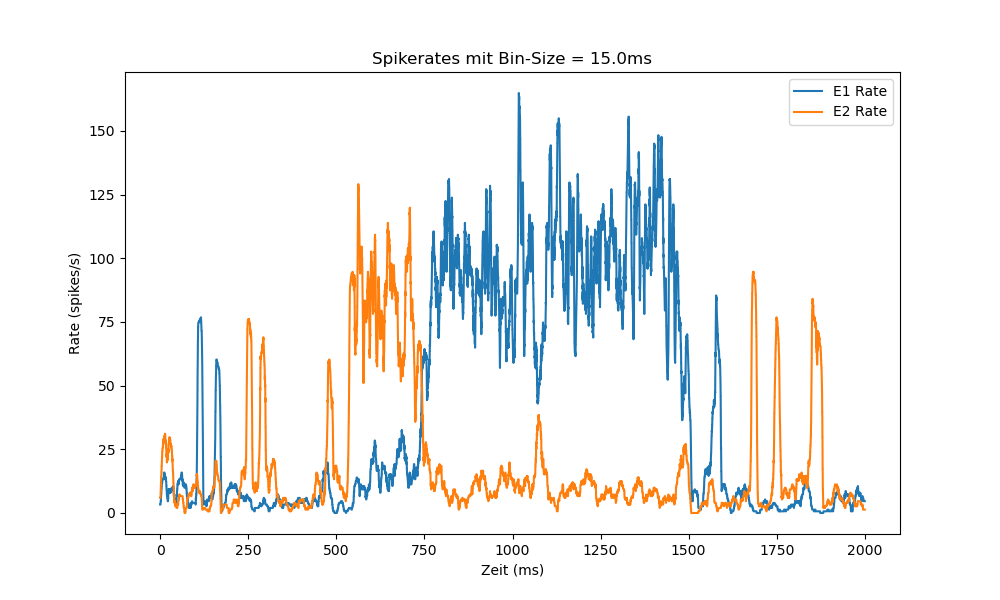 Spikerates mit Bin-Size = 15.0ms
E1 Rate
E2 Rate
Rate (spikes/s)
150
125
100
75
50
25
0
0 250 500 750 1000 1250 1500 1750 2000
Zeit (ms)